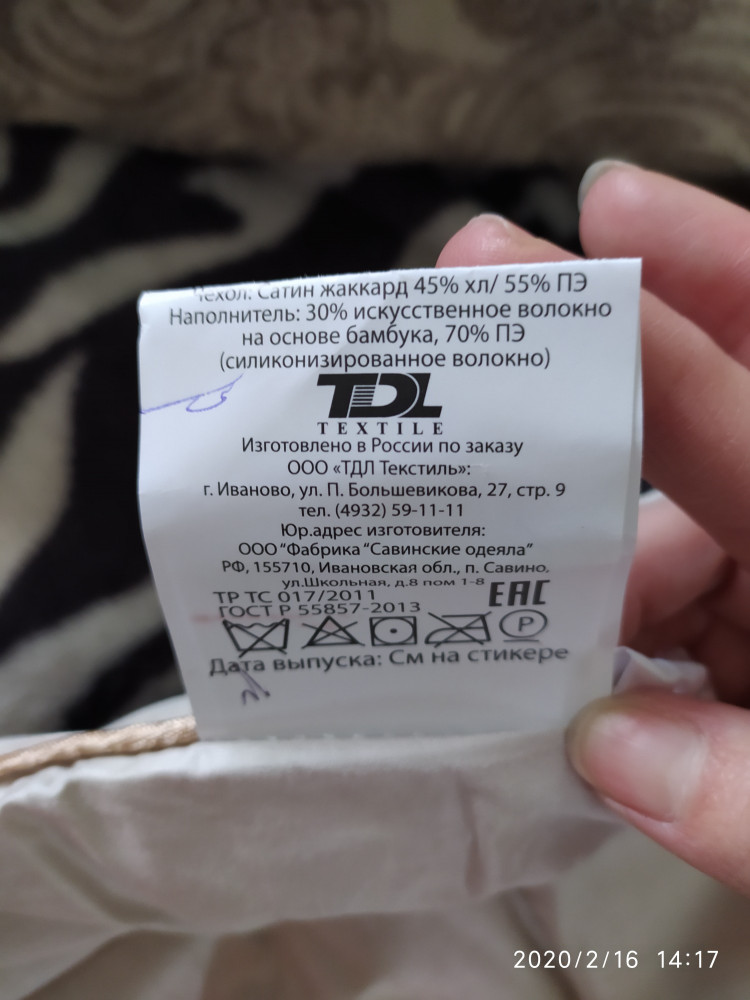 Чехол: Сатин жаккард 45% хл/ 55% ПЭ
Наполнитель: 30% искусственное волокно
на основе бамбука, 70% ПЭ
(силиконизированное волокно)
TDL
TEXTILE
Изготовлено в России по заказу
ООО «ТДЛ Текстиль»:
г. Иваново, ул. П. Большевикова, 27, стр. 9
тел. (4932) 59-11-11
Юр.адрес изготовителя:
ООО "Фабрика "Савинские одеяла"
РФ, 155710, Ивановская обл., п. Савино,
ул.Школьная, д.8 пом 1-8
ТР ТС 017/2011
ГОСТ Р 55857-2013
EAC
P
Дата выпуска: См на стикере
2020/2/16 14:17